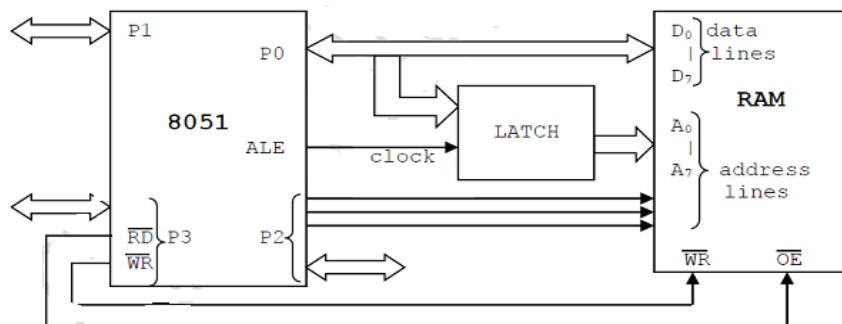 P1
P0
8051
ALE
clock
RD
WR
P3
P2
LATCH
D₀
|
D₇
data
lines
RAM
A₀
|
A₇
address
lines
WR
OE